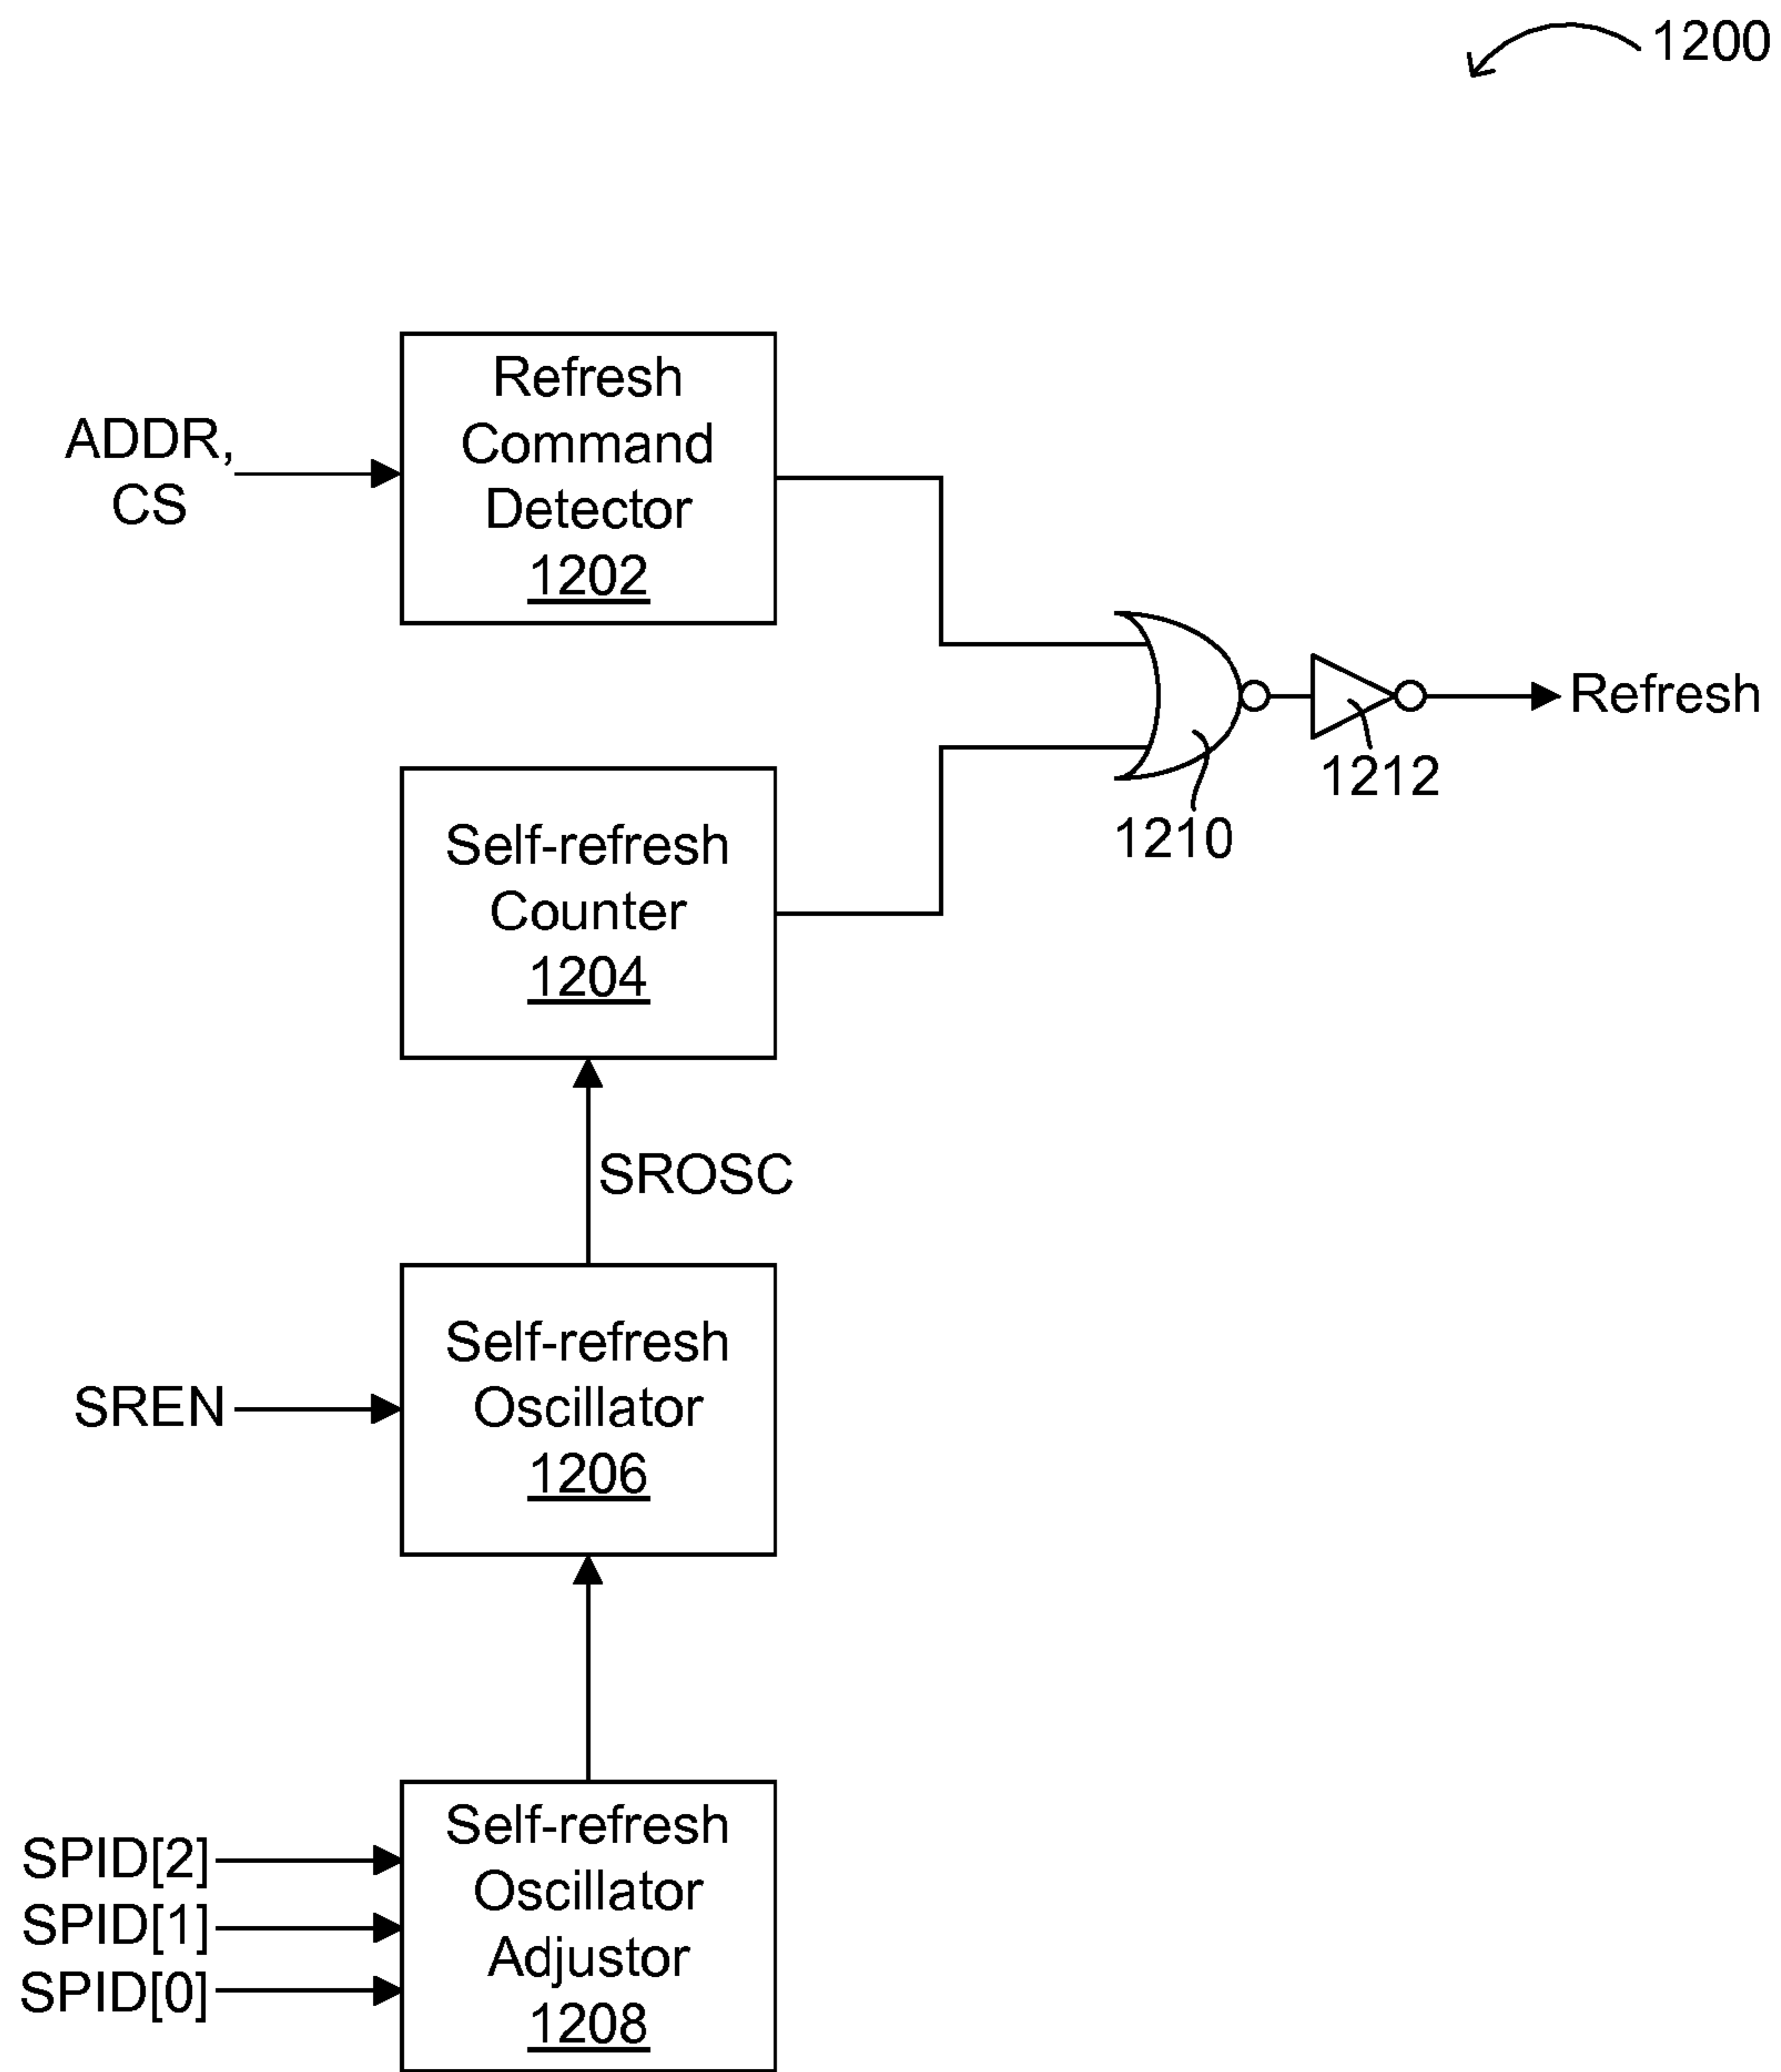 1200
Refresh
Command
Detector
1202
ADDR,
CS
Refresh
1212
1210
Self-refresh
Counter
1204
SROSC
Self-refresh
Oscillator
1206
SREN
Self-refresh
Oscillator
Adjustor
1208
SPID[2]
SPID[1]
SPID[0]